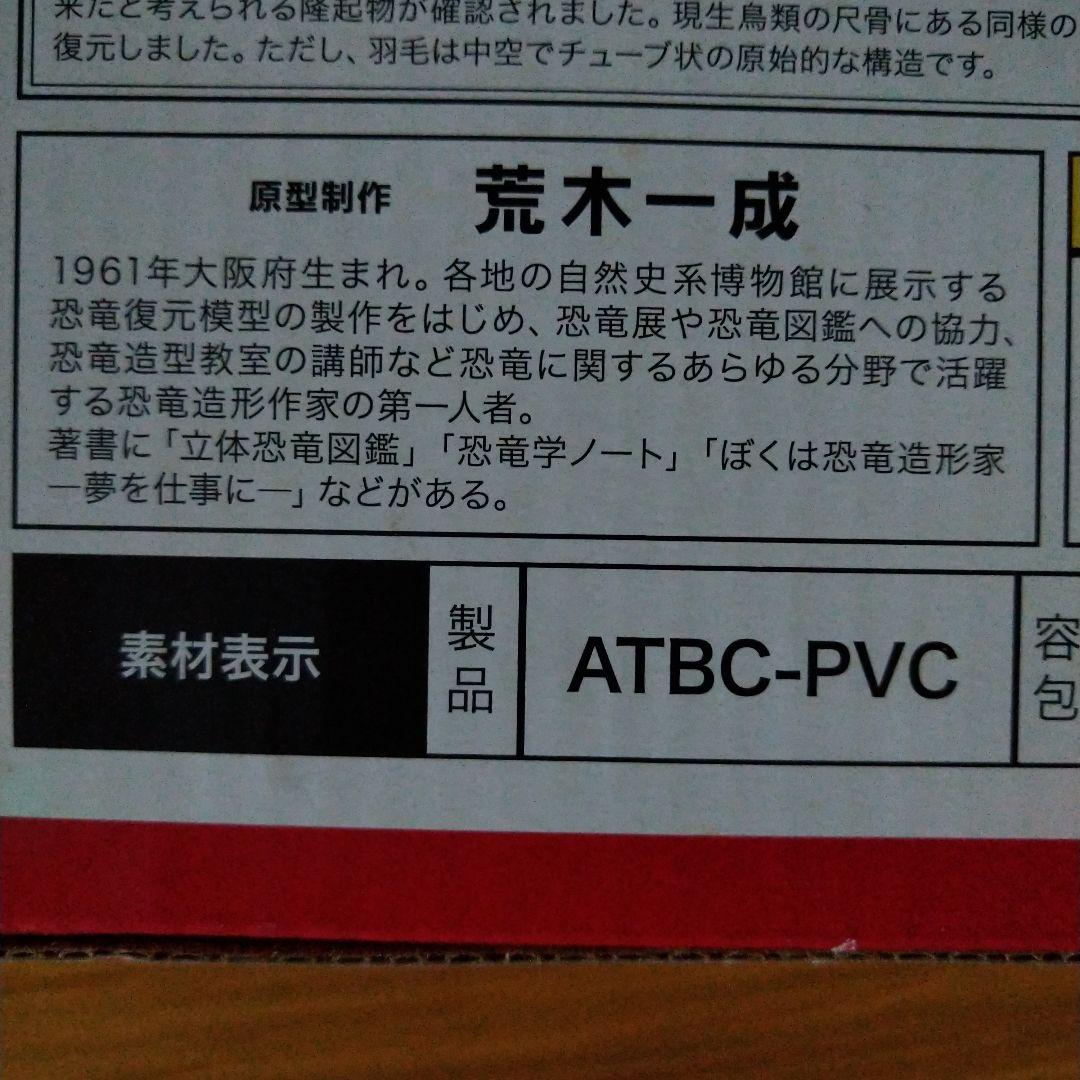 来だと考えられる隆起物が確認されました。現生鳥類の尺骨にある同様の
復元しました。ただし、羽毛は中空でチューブ状の原始的な構造です。
原型制作 荒木一成
1961年大阪府生まれ。各地の自然史系博物館に展示する
恐竜復元模型の製作をはじめ、恐竜展や恐竜図鑑への協力、
恐竜造型教室の講師など恐竜に関するあらゆる分野で活躍
する恐竜造形作家の第一人者。
著書に「立体恐竜図鑑」「恐竜学ノート」「ぼくは恐竜造形家
―夢を仕事に―」などがある。
素材表示
製品
ATBC-PVC
容
包